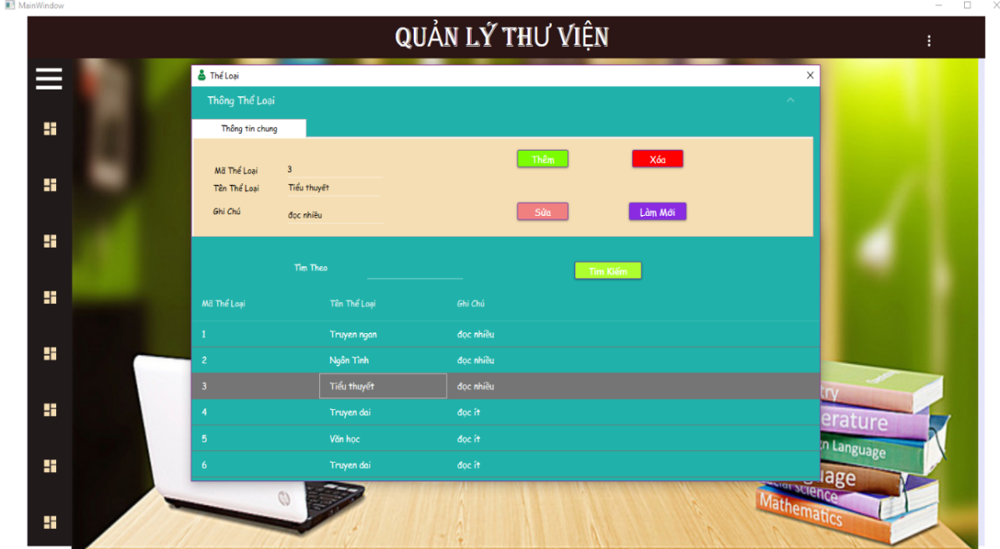 MainWindow
QUẢN LÝ THƯ VIỆN
Thể Loại
Thông Thể Loại
Thông tin chung
Mã Thể Loại 3
Tên Thể Loại Tiểu thuyết
Ghi Chú đọc nhiều
Thêm Xóa
Sửa Làm Mới
Tìm Theo Tìm Kiếm
Mã Thể Loại Tên Thể Loại Ghi Chú
1 Truyen ngan đọc nhiều
2 Ngôn Tình đọc nhiều
3 Tiểu thuyết đọc nhiều
4 Truyen dai đọc ít
5 Văn học đọc ít
6 Truyen dai đọc ít
try
erature
n Language
uage
cial science
Mathematics